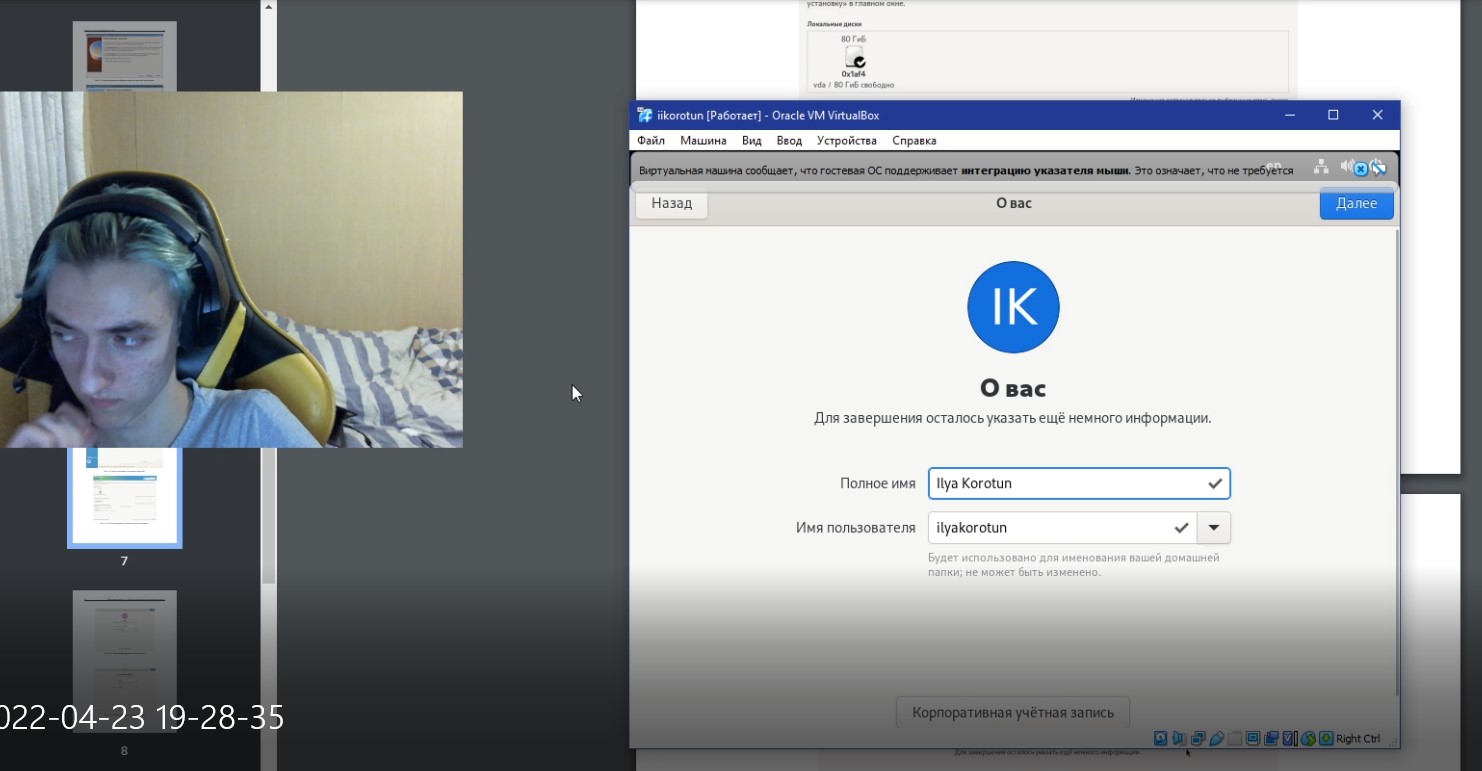 установку» в главном окне.
Локальные диски
80 ГиБ
0x1af4
vda / 80 ГиБ свободно
iikorotun [Работает] - Oracle VM VirtualBox
Файл Машина Вид Ввод Устройства Справка
Виртуальная машина сообщает, что гостевая ОС поддерживает интеграцию указателя мыши. Это означает, что не требуется
en
Назад
О вас
Далее
IK
О вас
Для завершения осталось указать ещё немного информации.
Полное имя Ilya Korotun
Имя пользователя ilyakorotun
Будет использовано для именования вашей домашней
папки; не может быть изменено.
Корпоративная учётная запись
Right Ctrl
Для завершения осталось указать ещё немного информации.
7
022-04-23 19-28-35
8